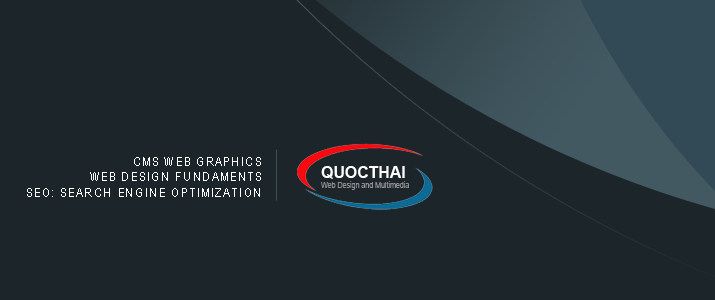 CMS WEB GRAPHICS
WEB DESIGN FUNDAMENTS
SEO: SEARCH ENGINE OPTIMIZATION
QUOCTHAI
Web Design and Multimedia